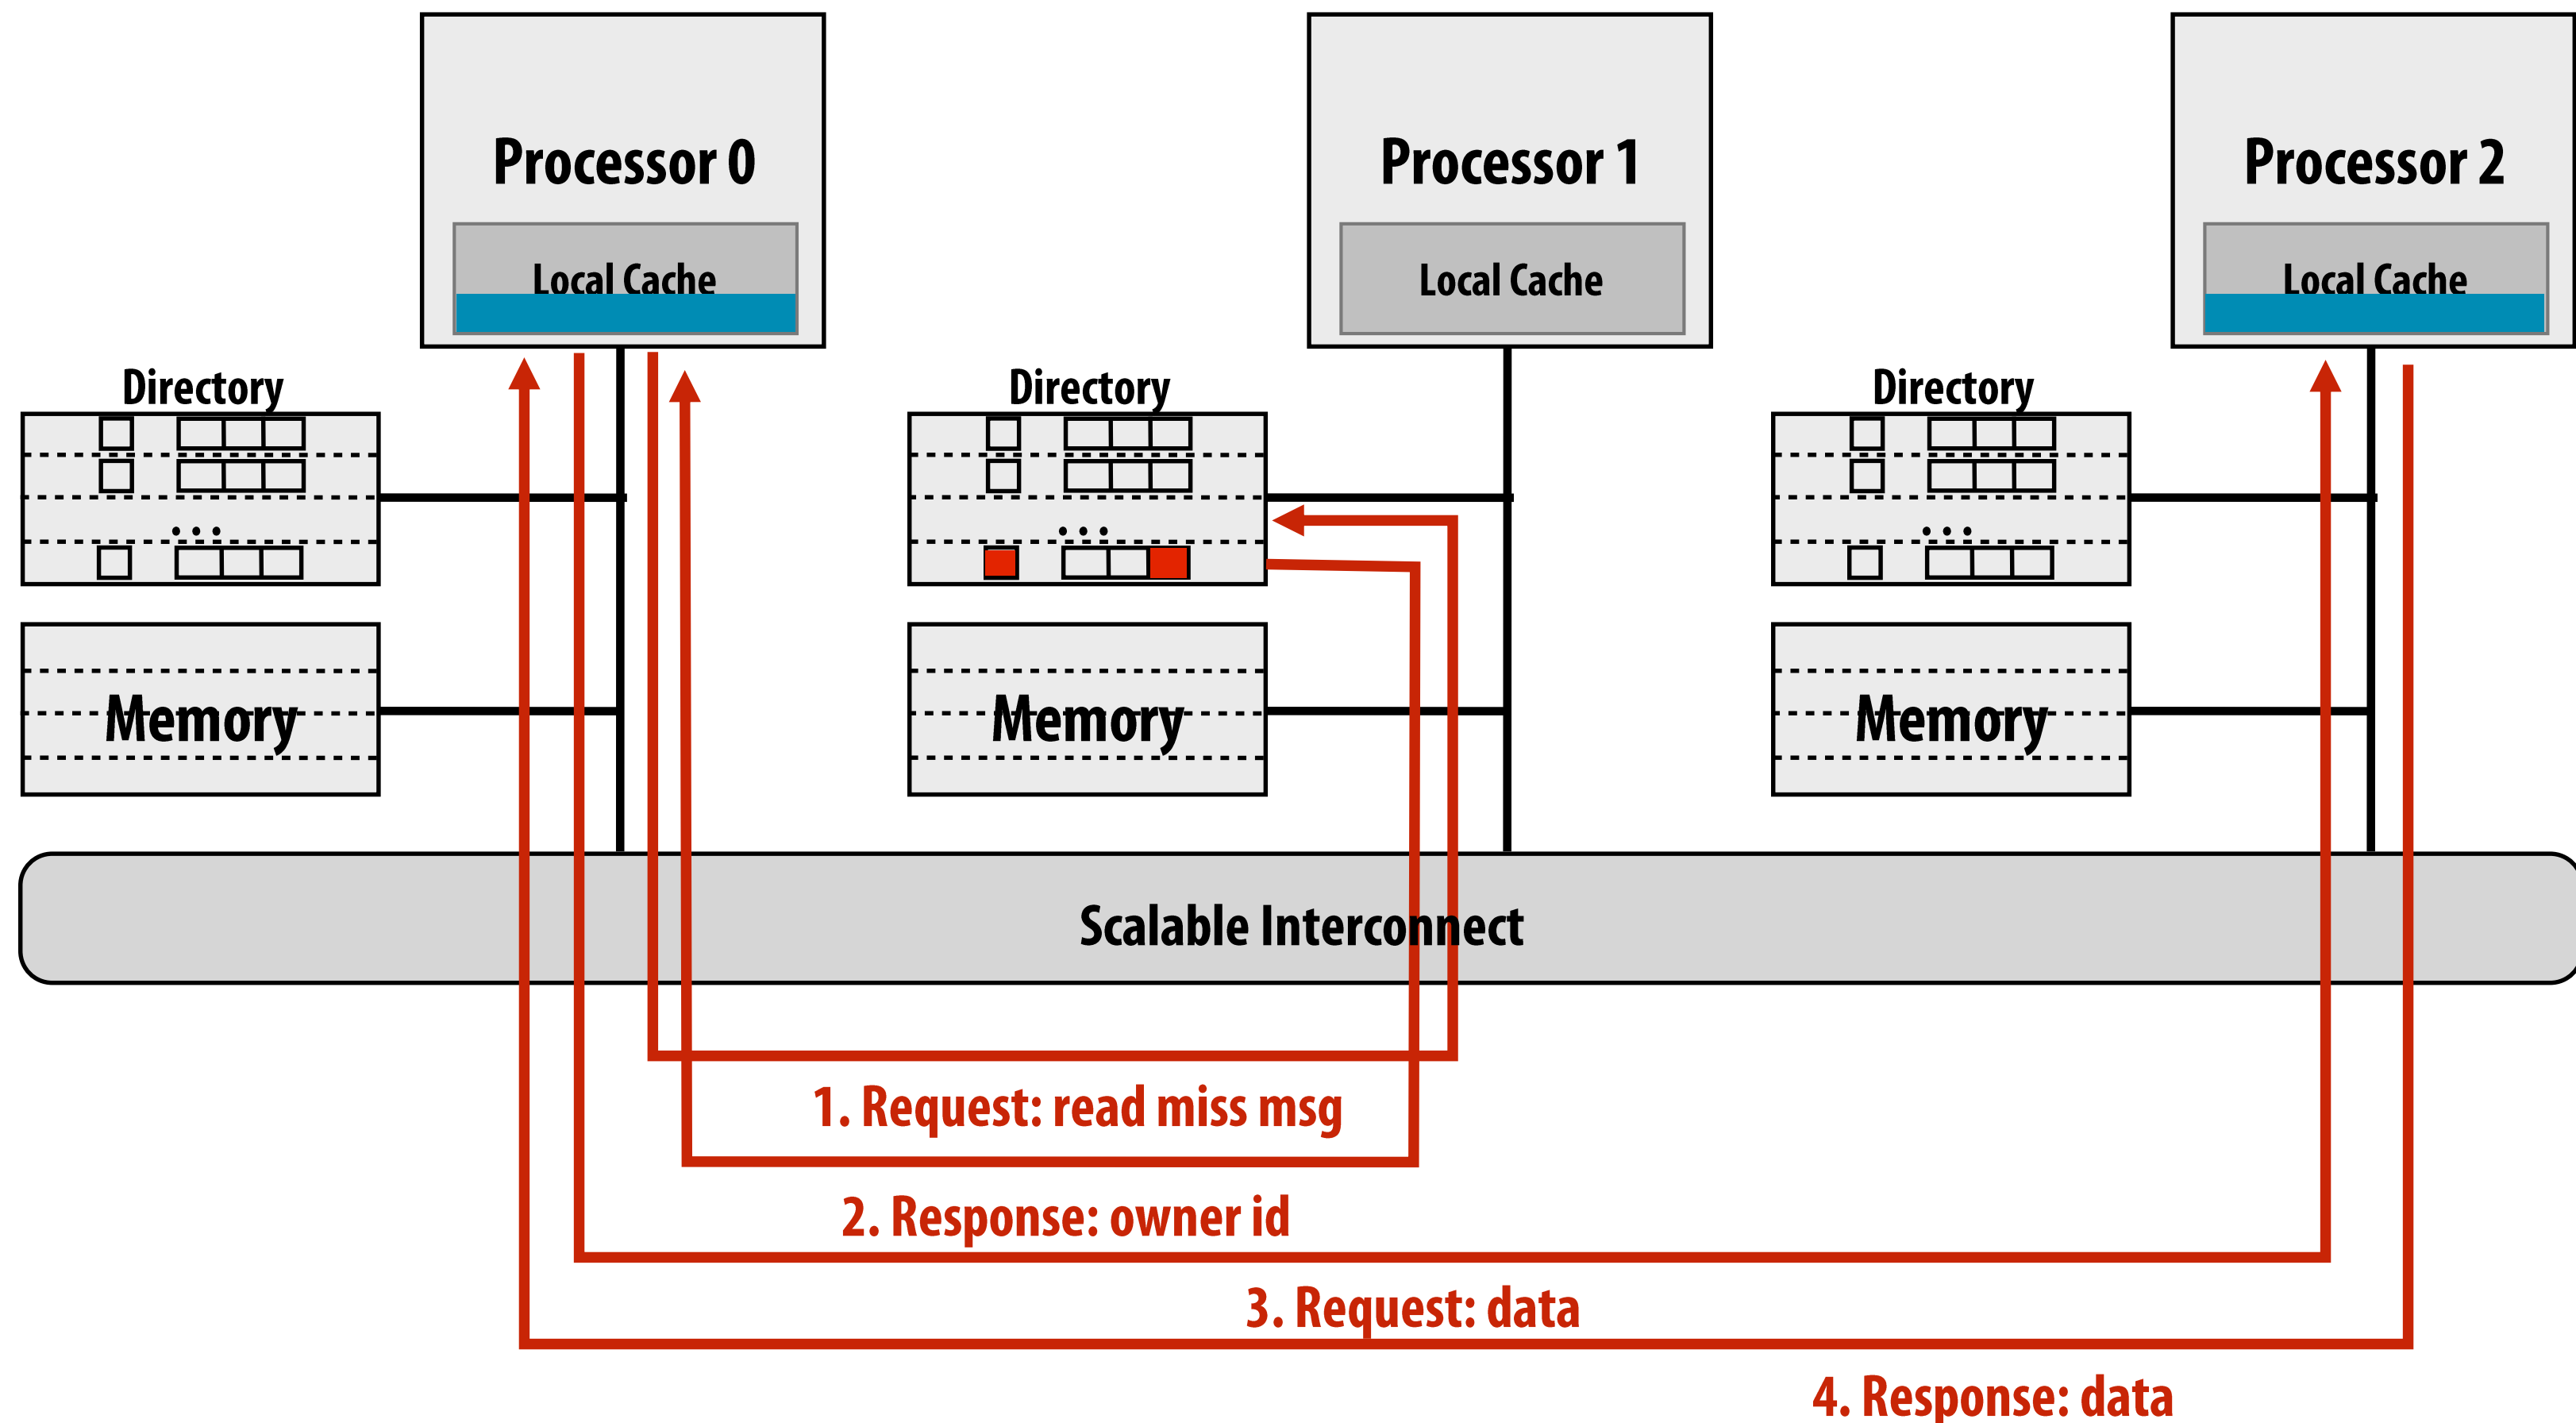 Processor 0
Processor 1
Processor 2
Local Cache
Local Cache
Local Cache
Directory
Directory
Directory
...
...
...
Memory
Memory
Memory
Scalable Interconnect
1. Request: read miss msg
2. Response: owner id
3. Request: data
4. Response: data